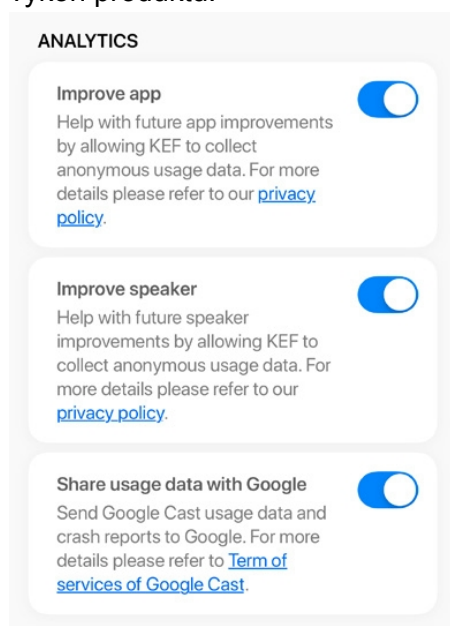 ANALYTICS
Improve app
Help with future app improvements
by allowing KEF to collect
anonymous usage data. For more
details please refer to our privacy
policy.
Improve speaker
Help with future speaker
improvements by allowing KEF to
collect anonymous usage data. For
more details please refer to our
privacy policy.
Share usage data with Google
Send Google Cast usage data and
crash reports to Google. For more
details please refer to Term of
services of Google Cast.